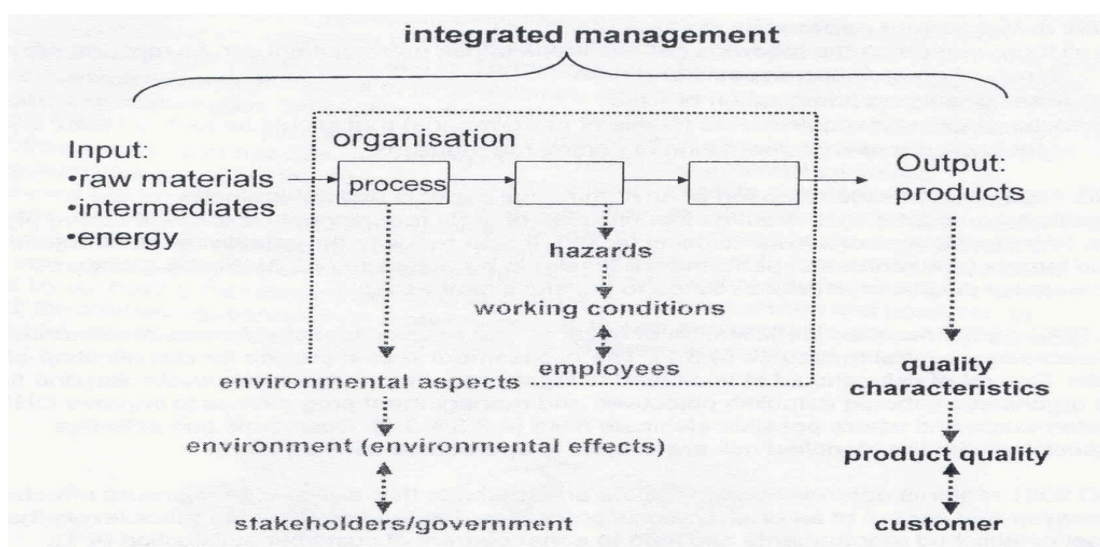 integrated management
organisation
Input:
•raw materials
•intermediates
•energy
process
Output:
products
hazards
working conditions
employees
environmental aspects
environment (environmental effects)
stakeholders/government
quality
characteristics
product quality
customer